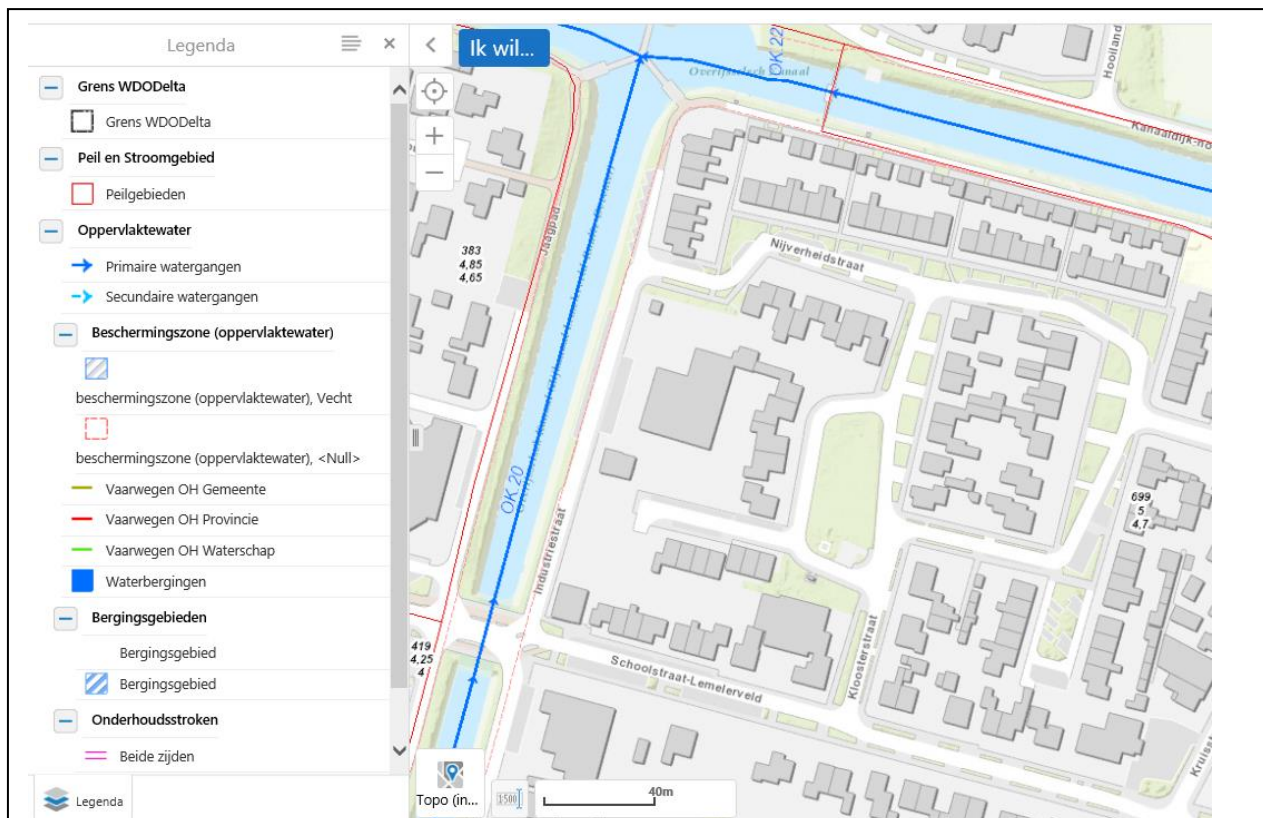 Legenda
Grens WDODelta
Grens WDODelta
Peil en Stroomgebied
Peilgebieden
Oppervlaktewater
Primaire watergangen
Secundaire watergangen
Beschermingszone (oppervlaktewater)
beschermingszone (oppervlaktewater), Vecht
beschermingszone (oppervlaktewater), <Null>
Vaarwegen OH Gemeente
Vaarwegen OH Provincie
Vaarwegen OH Waterschap
Waterbergingen
Bergingsgebieden
Bergingsgebied
Bergingsgebied
Onderhoudsstroken
Beide zijden
Legenda
Ik wil...
OK 22
Overijsselsch Kanaal
Hooiland
Kanaaldijk-no
Jaagpad
383
4,85
4,65
Nijverheidstraat
OK 20
Industriestraat
699
5
4,7
419
4,25
4
Schoolstraat-Lemelerveld
Kloosterstraat
Kruisst
Topo (in...
1:500
40m